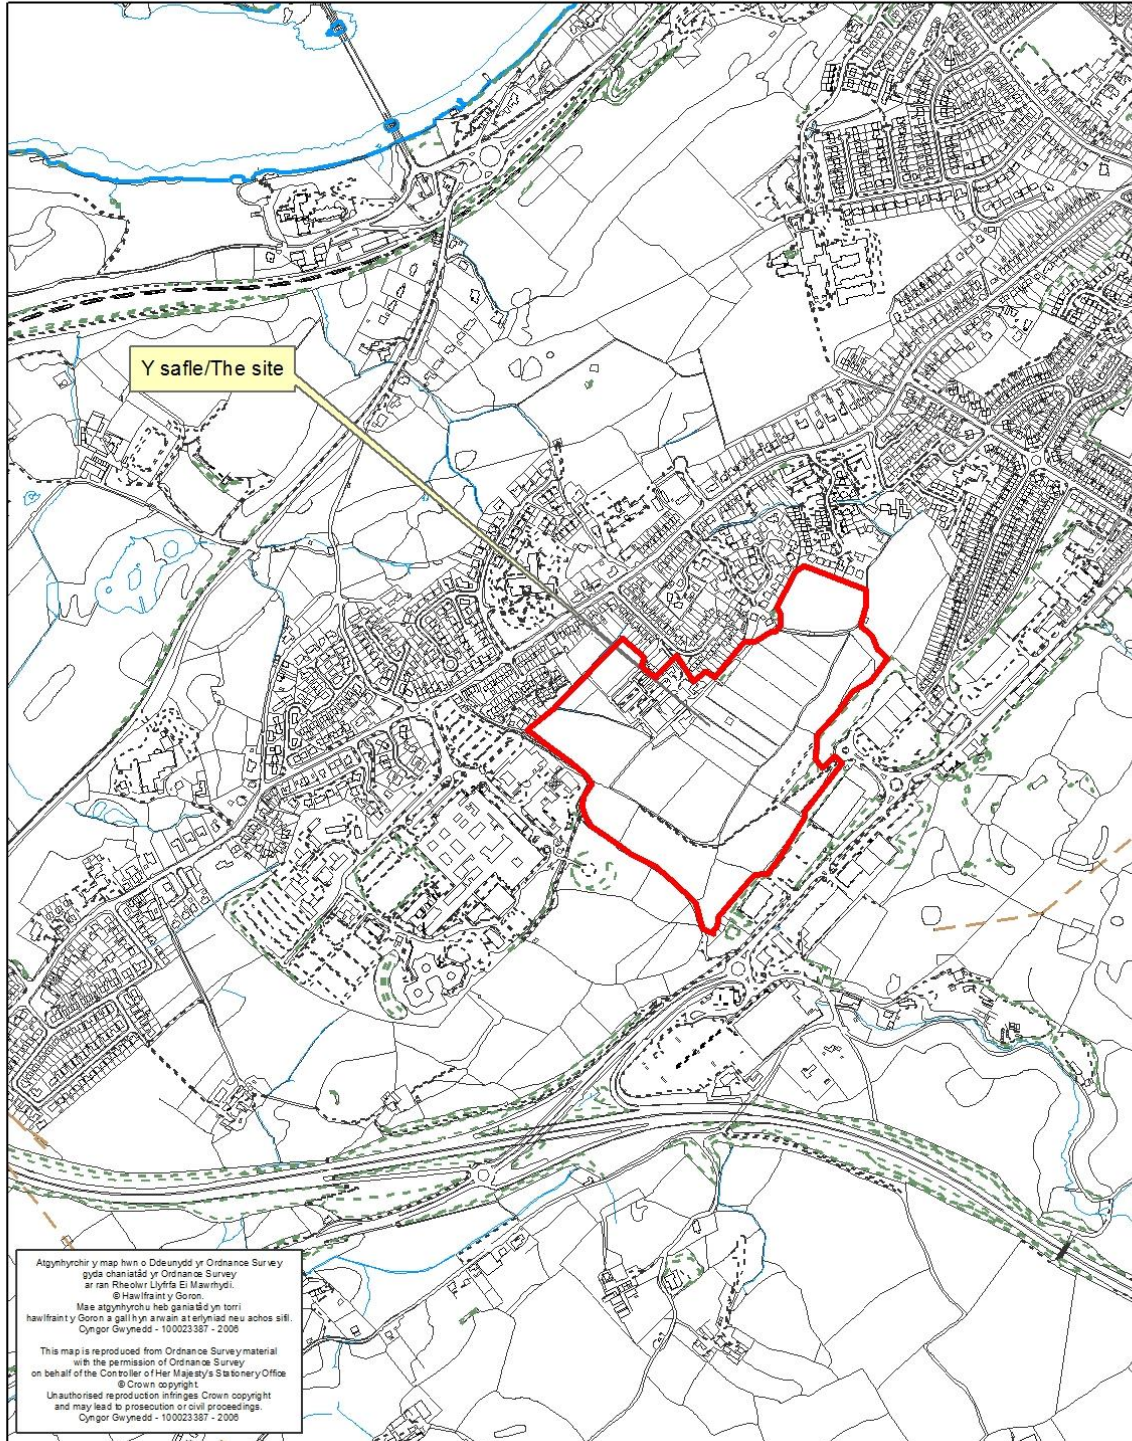 Y safle/The site
Atgynhyrchir y map hwn o Ddeunydd yr Ordnance Survey
gyda chaniatâd yr Ordnance Survey
ar ran Rheolwr Llyfrfa Ei Mawrhydi.
© Hawlfraint y Goron.
Mae atgynhyrchu heb ganiatâd yn torri
hawlfraint y Goron a gall hyn arwain at erlyniad neu achos sifil.
Cyngor Gwynedd - 100023387 - 2006
This map is reproduced from Ordnance Survey material
with the permission of Ordnance Survey
on behalf of the Controller of Her Majesty's Stationery Office
© Crown copyright.
Unauthorised reproduction infringes Crown copyright
and may lead to prosecution or civil proceedings.
Cyngor Gwynedd - 100023387 - 2006